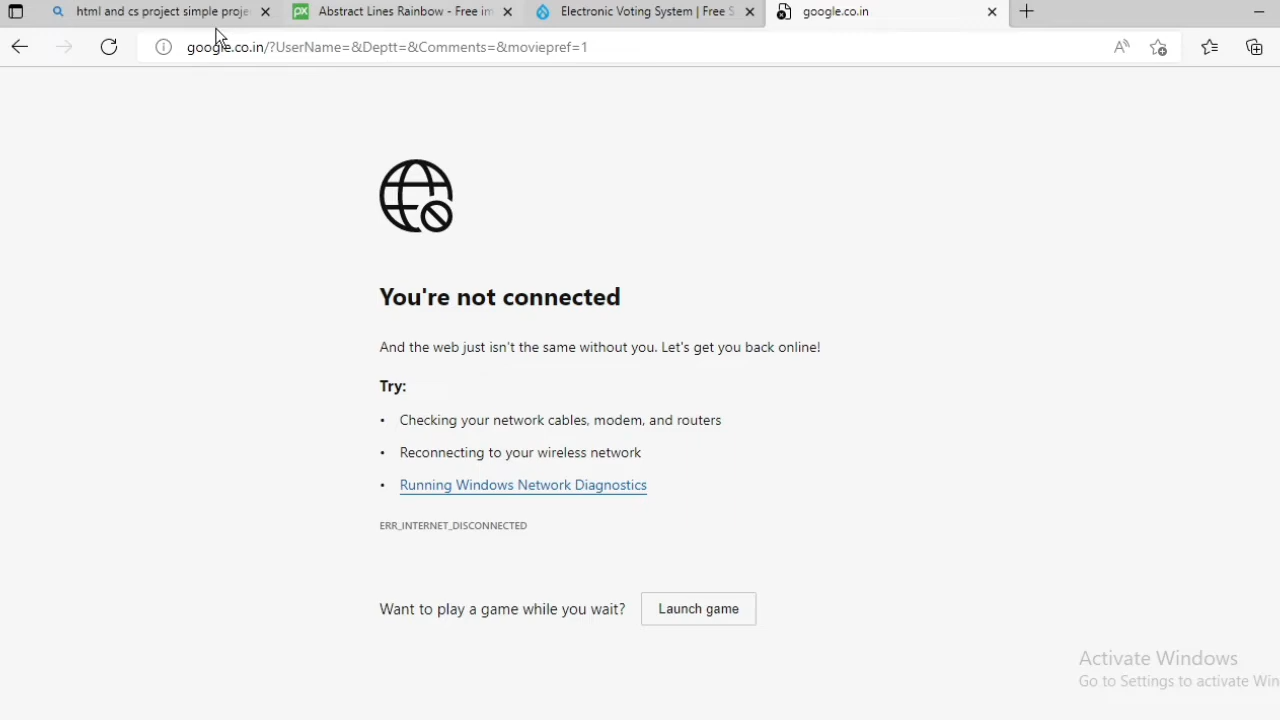 html and cs project simple proje
Abstract Lines Rainbow - Free im
Electronic Voting System | Free S
google.co.in
google.co.in/?UserName=&Deptt=&Comments=&moviepref=1
You're not connected
And the web just isn't the same without you. Let's get you back online!
Try:
• Checking your network cables, modem, and routers
• Reconnecting to your wireless network
• Running Windows Network Diagnostics
ERR_INTERNET_DISCONNECTED
Want to play a game while you wait?
Launch game
Activate Windows
Go to Settings to activate Win